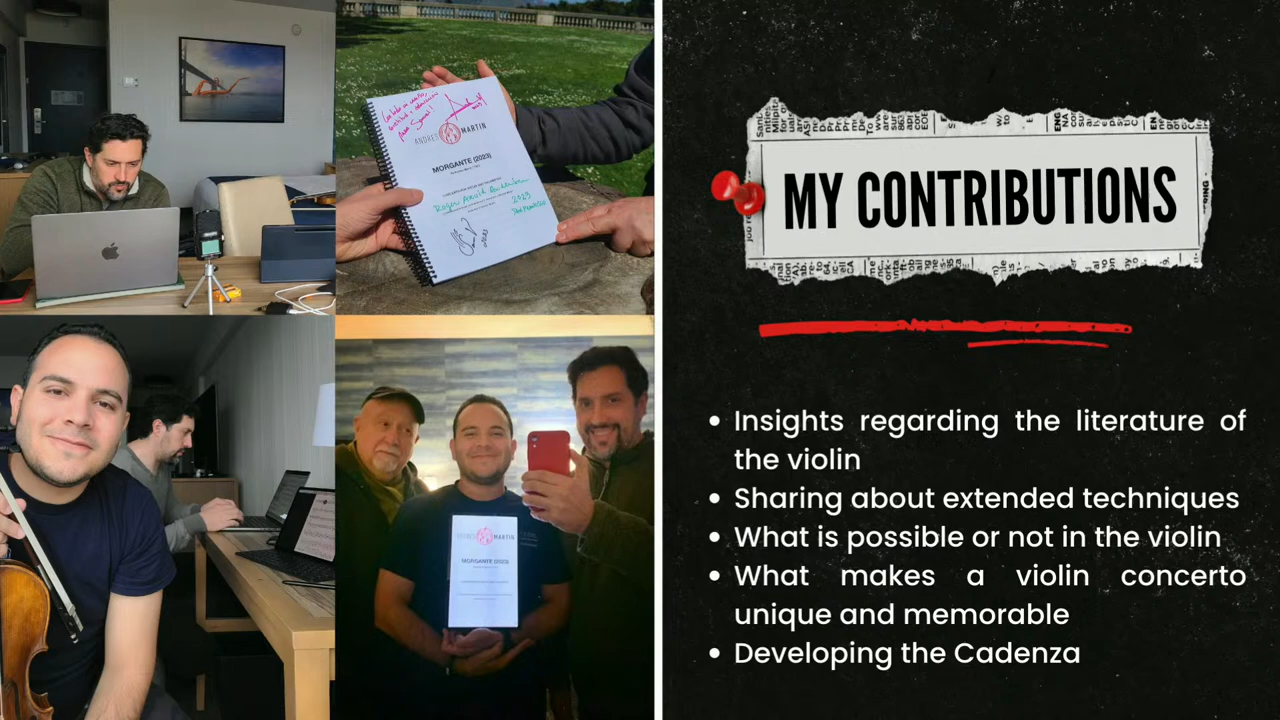 ANDRES MARTIN
MORGANTE (2023)
2023
ANDRES MARTIN
MORGANTE (2023)
MY CONTRIBUTIONS
• Insights regarding the literature of
the violin
• Sharing about extended techniques
• What is possible or not in the violin
• What makes a violin concerto
unique and memorable
• Developing the Cadenza